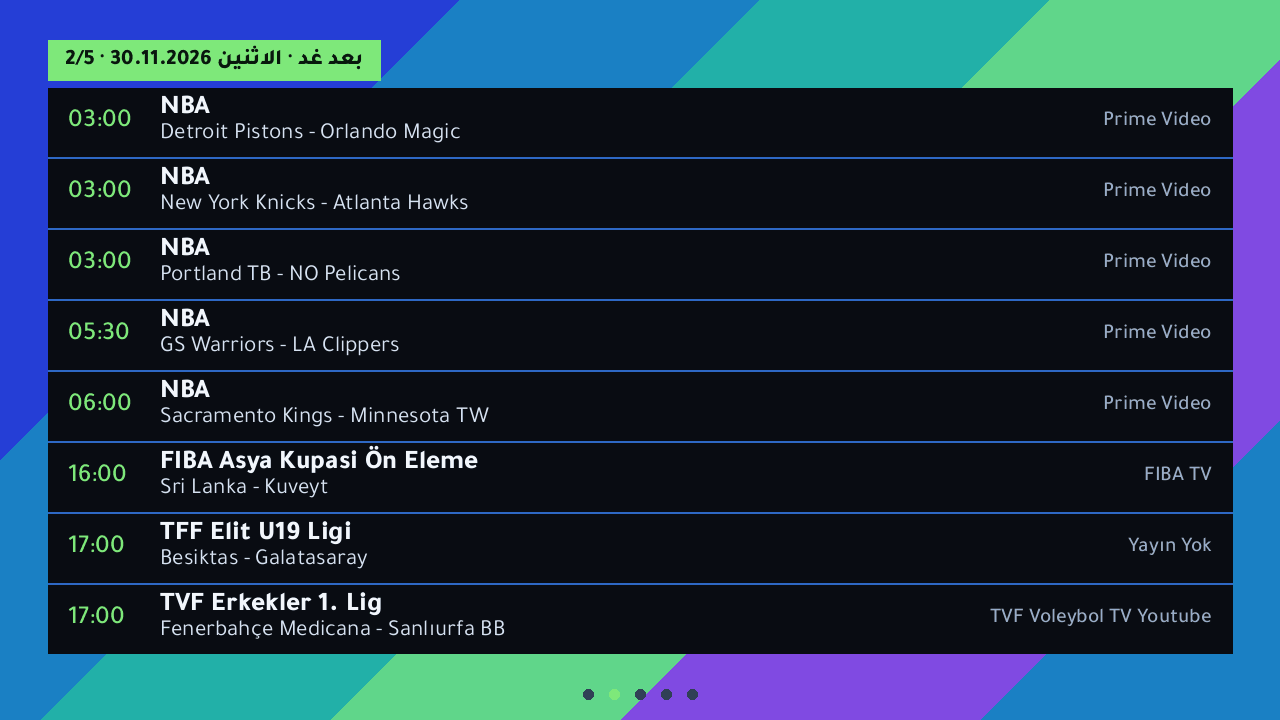 بعد غد · الاثنين 30.11.2026 · 2/5
03:00 NBA Prime Video
Detroit Pistons - Orlando Magic
03:00 NBA Prime Video
New York Knicks - Atlanta Hawks
03:00 NBA Prime Video
Portland TB - NO Pelicans
05:30 NBA Prime Video
GS Warriors - LA Clippers
06:00 NBA Prime Video
Sacramento Kings - Minnesota TW
16:00 FIBA Asya Kupasi Ön Eleme FIBA TV
Sri Lanka - Kuveyt
17:00 TFF Elit U19 Ligi Yayın Yok
Besiktas - Galatasaray
17:00 TVF Erkekler 1. Lig TVF Voleybol TV Youtube
Fenerbahçe Medicana - Sanlıurfa BB